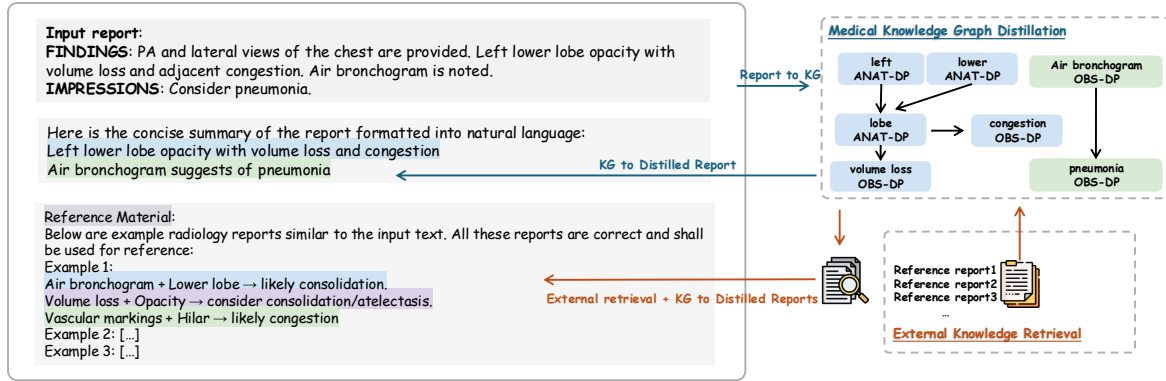 Input report:
FINDINGS: PA and lateral views of the chest are provided. Left lower lobe opacity with
volume loss and adjacent congestion. Air bronchogram is noted.
IMPRESSIONS: Consider pneumonia.
Here is the concise summary of the report formatted into natural language:
Left lower lobe opacity with volume loss and congestion
Air bronchogram suggests of pneumonia
Reference Material:
Below are example radiology reports similar to the input text. All these reports are correct and shall
be used for reference:
Example 1:
Air bronchogram + Lower lobe → likely consolidation.
Volume loss + Opacity → consider consolidation/atelectasis.
Vascular markings + Hilar → likely congestion
Example 2: […]
Example 3: […]
Report to KG
KG to Distilled Report
External retrieval + KG to Distilled Reports
Medical Knowledge Graph Distillation
left
ANAT-DP
lower
ANAT-DP
Air bronchogram
OBS-DP
lobe
ANAT-DP
congestion
OBS-DP
volume loss
OBS-DP
pneumonia
OBS-DP
Reference report1
Reference report2
Reference report3
…
External Knowledge Retrieval